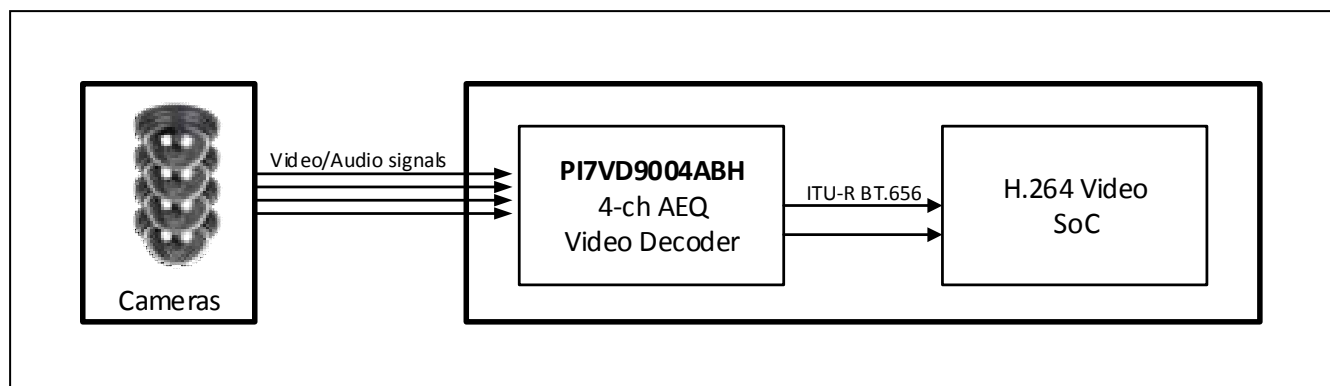 Cameras
Video/Audio signals
PI7VD9004ABH
4-ch AEQ
Video Decoder
ITU-R BT.656
H.264 Video
SoC